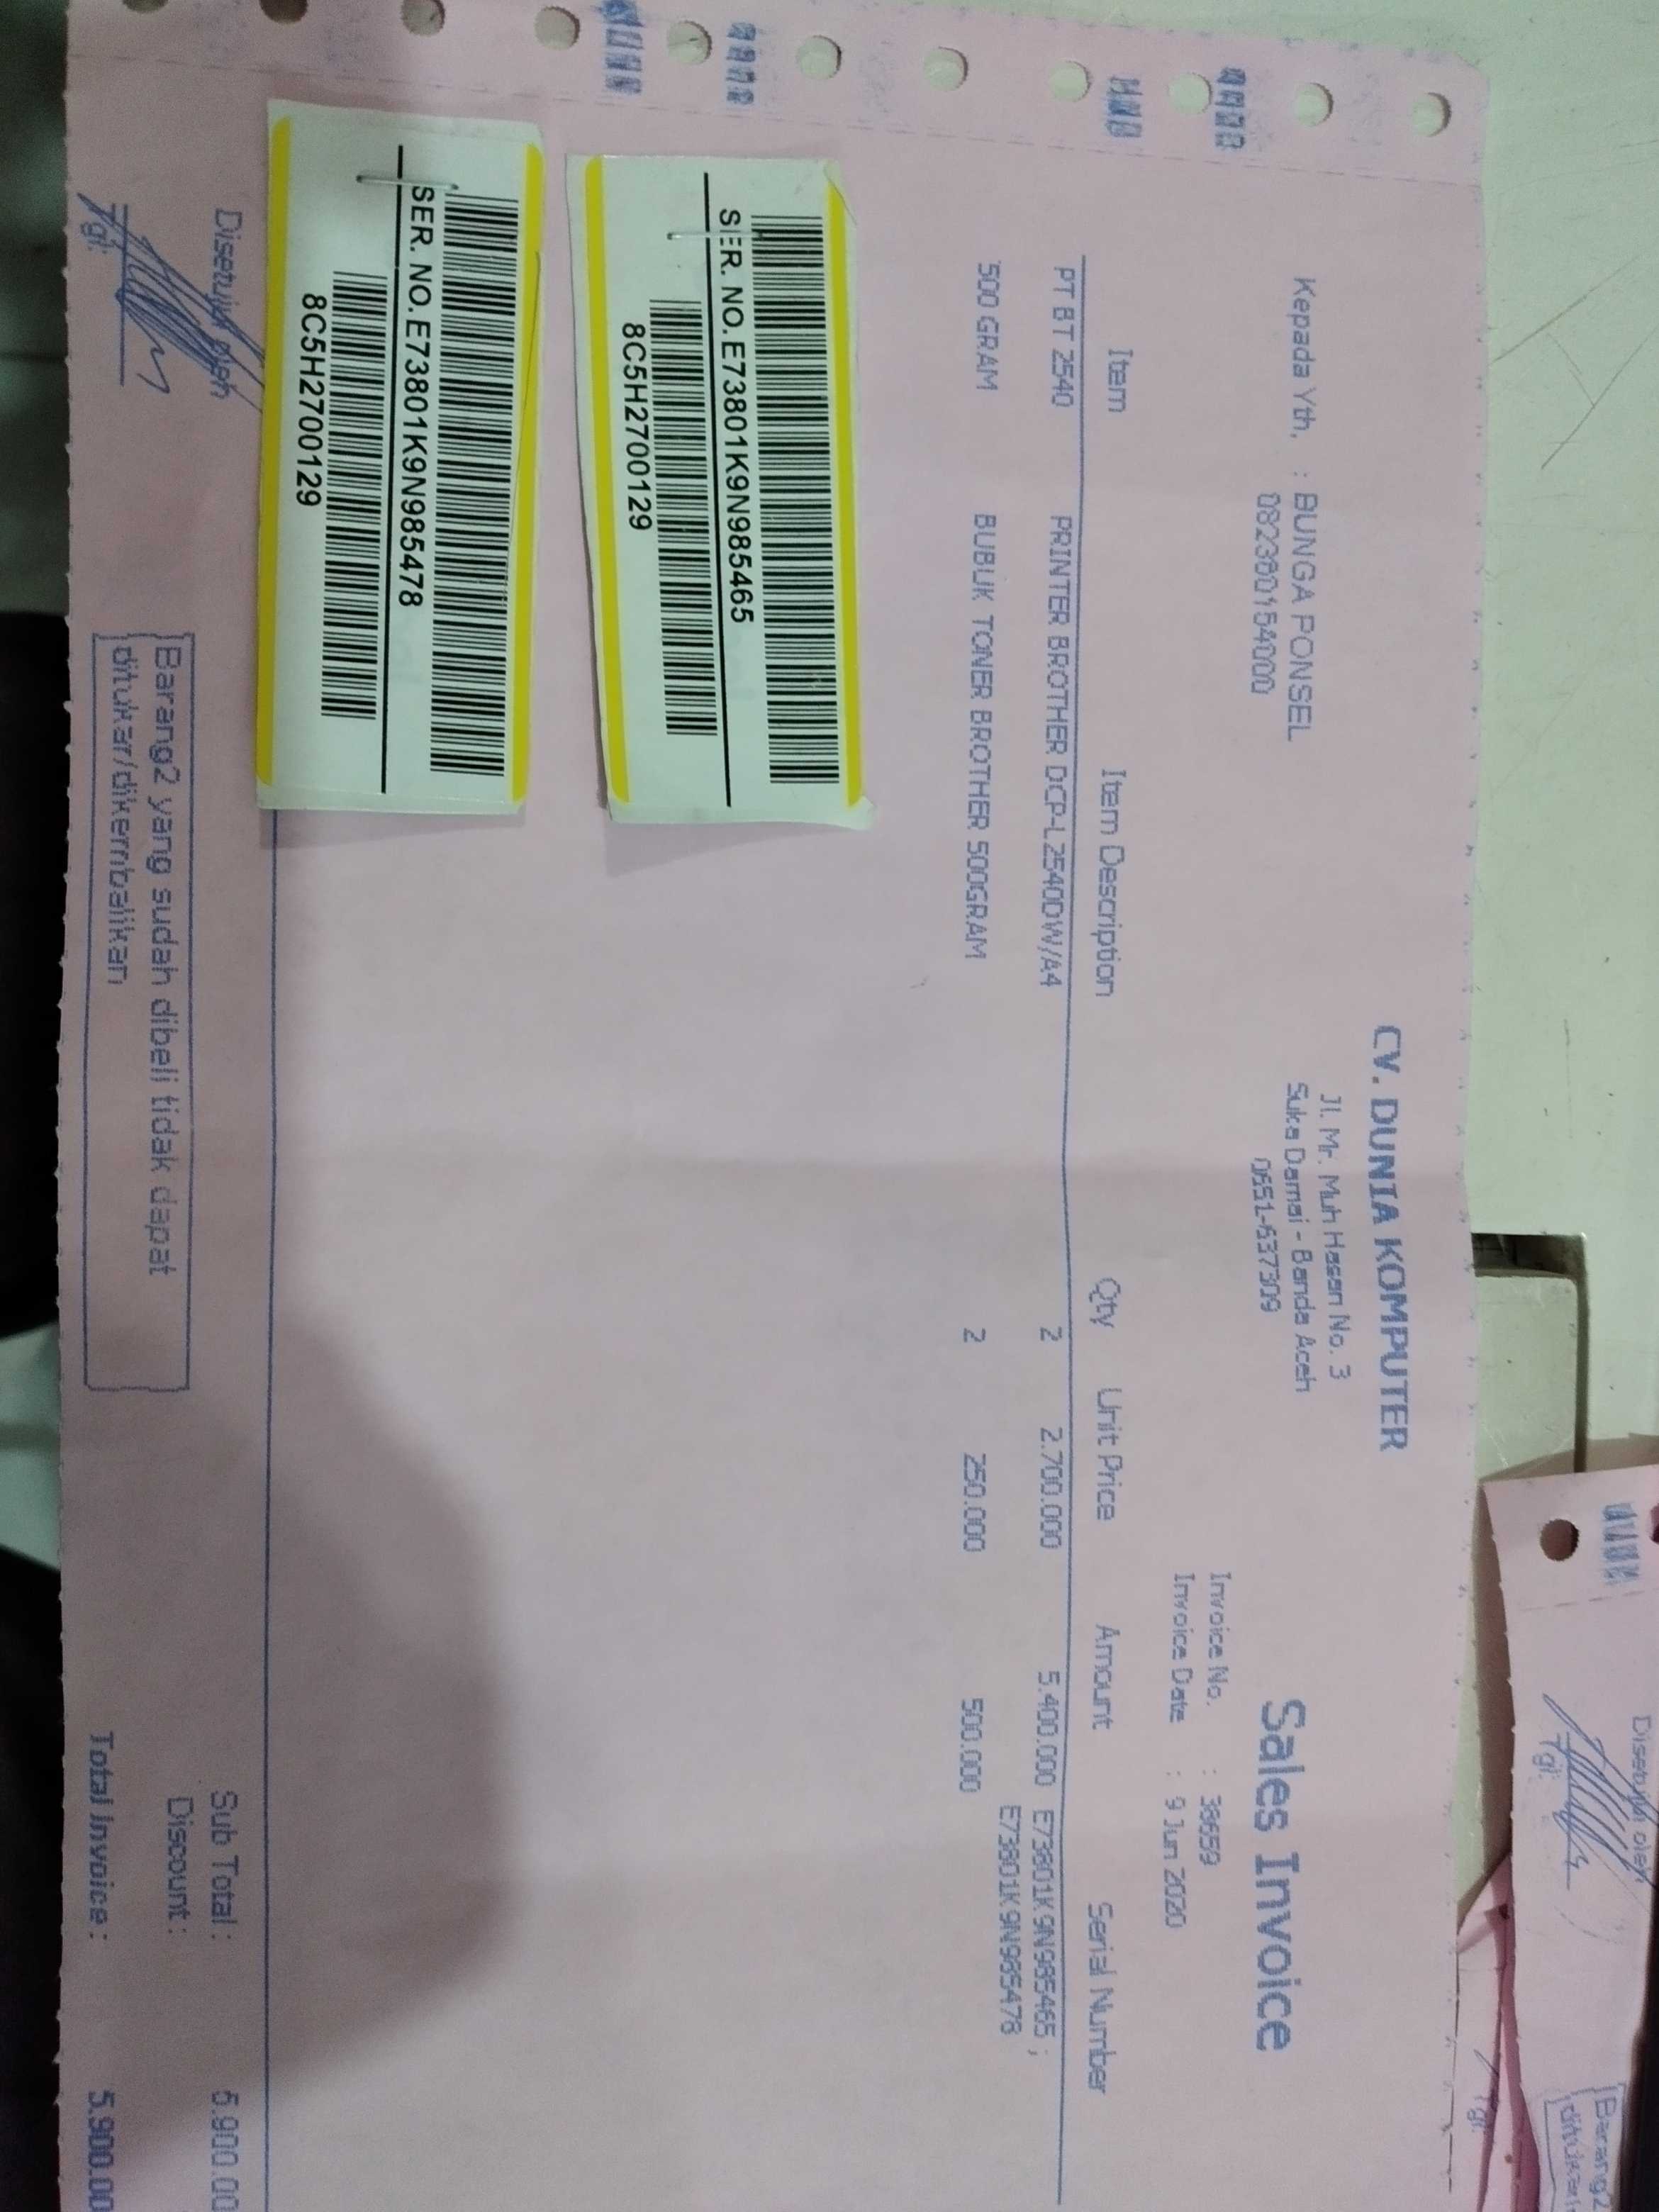 CV. DUNIA KOMPUTER
Jl. Mr. Muh Hasan No. 3
Suka Damai - Banda Aceh
0651-637309
Sales Invoice
Kepada Yth, : BUNGA PONSEL
082380154000
Invoice No. : 38659
Invoice Date : 9 Jun 2020
Item Item Description Qty Unit Price Amount Serial Number
PT BT 2540 PRINTER BROTHER DCP-L2540DW/A4 2 2.700.000 5.400.000 E73801K9N985465 ;
E73801K9N985478
500 GRAM BUBUK TONER BROTHER 500GRAM 2 250.000 500.000
SER. NO. E73801K9N985465
8C5H2700129
SER. NO. E73801K9N985478
8C5H2700129
Disetujui oleh
Tgl:
Barang2 yang sudah dibeli tidak dapat
ditukar/dikembalikan
Sub Total : 5.900.00
Discount :
Total Invoice : 5.900.00
Disetujui oleh
Tgl:
Barang2
Tgl: